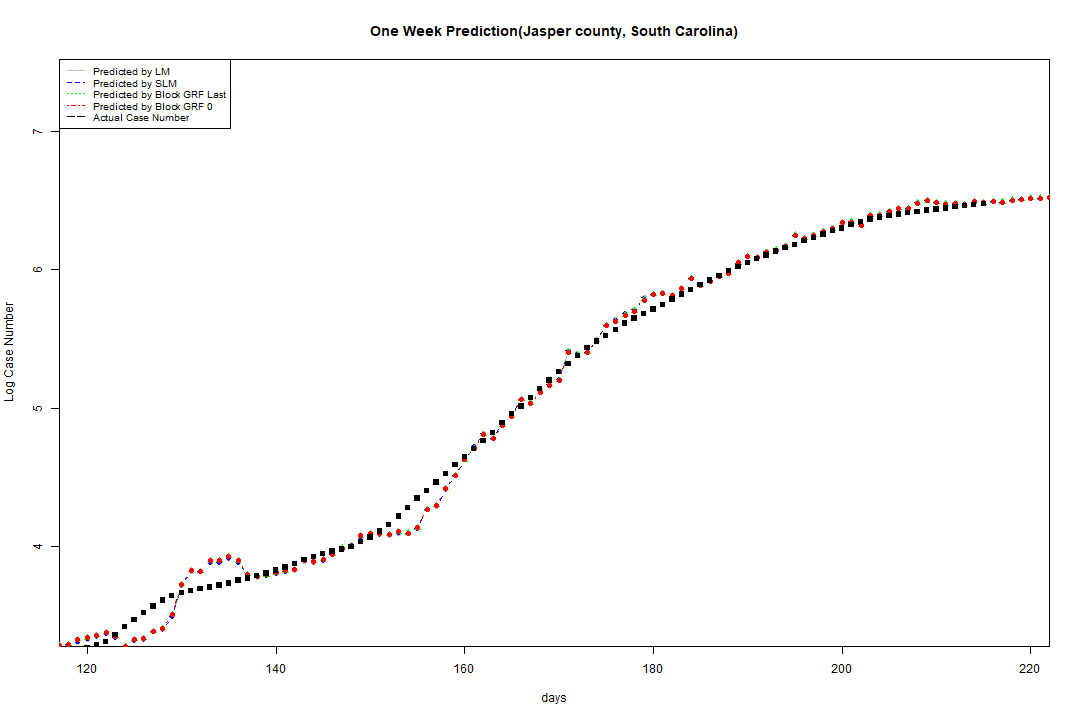 One Week Prediction(Jasper county, South Carolina)
Predicted by LM
Predicted by SLM
Predicted by Block GRF Last
Predicted by Block GRF 0
Actual Case Number
7
6
5
4
Log Case Number
120 140 160 180 200 220
days